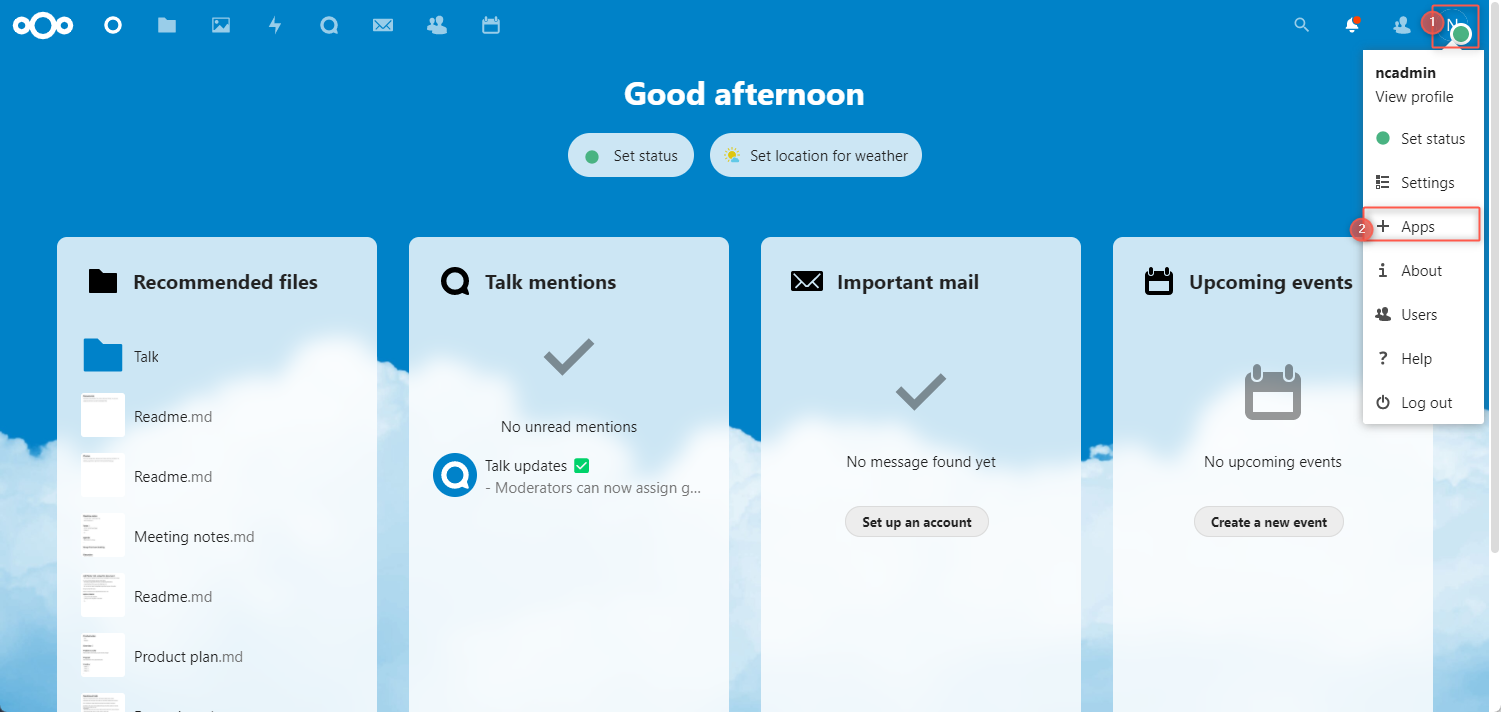 1
N
ncadmin
View profile
Set status
Settings
2
Apps
About
Users
Help
Log out
Good afternoon
Set status
Set location for weather
Recommended files
Talk
Readme.md
Readme.md
Meeting notes.md
Readme.md
Product plan.md
Talk mentions
No unread mentions
Talk updates ✅
- Moderators can now assign g...
Important mail
No message found yet
Set up an account
Upcoming events
No upcoming events
Create a new event